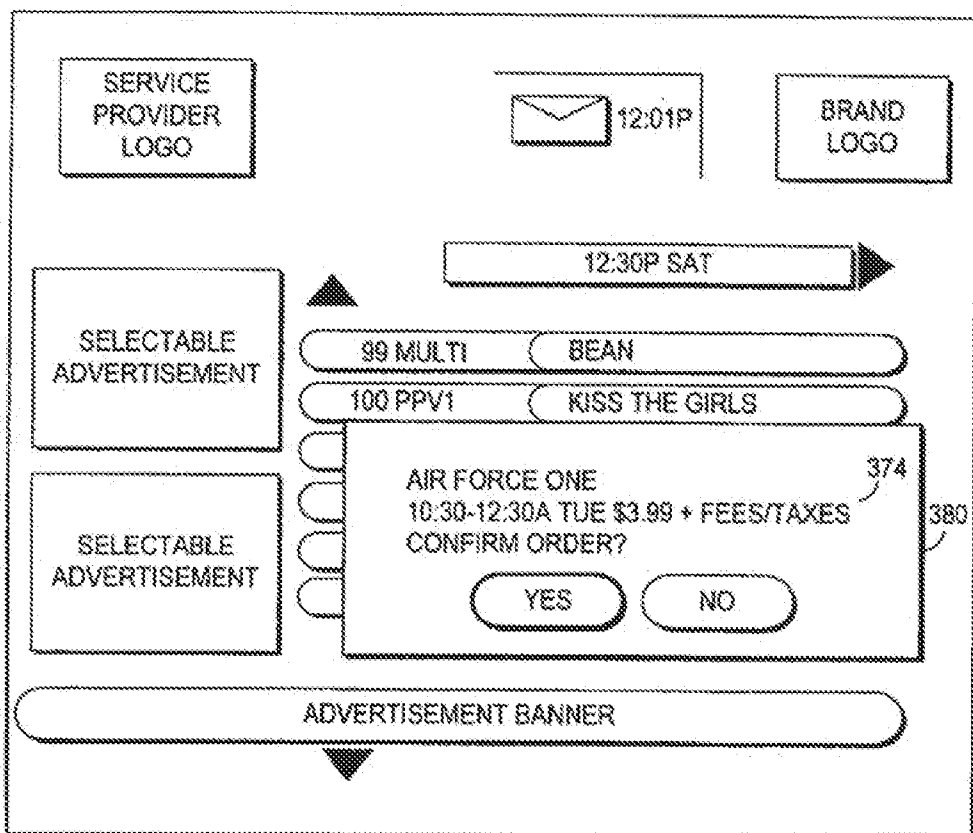 SERVICE
PROVIDER
LOGO
12:01P
BRAND
LOGO
12:30P SAT
SELECTABLE
ADVERTISEMENT
99 MULTI BEAN
100 PPV1 KISS THE GIRLS
AIR FORCE ONE
374
10:30-12:30A TUE $3.99 + FEES/TAXES
380
CONFIRM ORDER?
YES NO
SELECTABLE
ADVERTISEMENT
ADVERTISEMENT BANNER